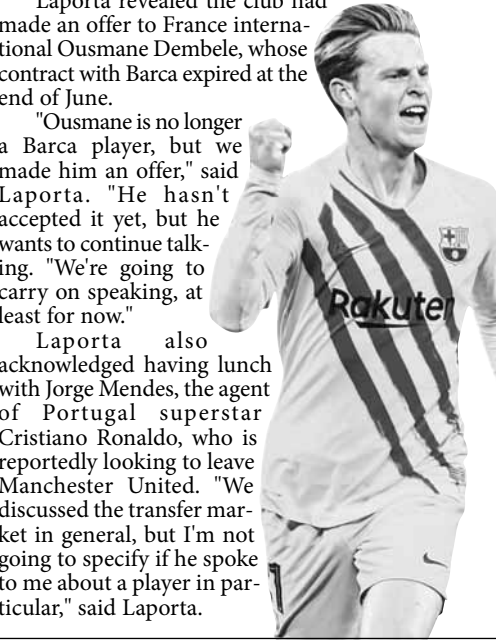 Laporta revealed the club had
made an offer to France interna-
tional Ousmane Dembele, whose
contract with Barca expired at the
end of June.
"Ousmane is no longer
a Barca player, but we
made him an offer," said
Laporta. "He hasn't
accepted it yet, but he
wants to continue talk-
ing. "We're going to
carry on speaking, at
least for now."
Laporta also
acknowledged having lunch
with Jorge Mendes, the agent
of Portugal superstar
Cristiano Ronaldo, who is
reportedly looking to leave
Manchester United. "We
discussed the transfer mar-
ket in general, but I'm not
going to specify if he spoke
to me about a player in par-
ticular," said Laporta.
Rakuten